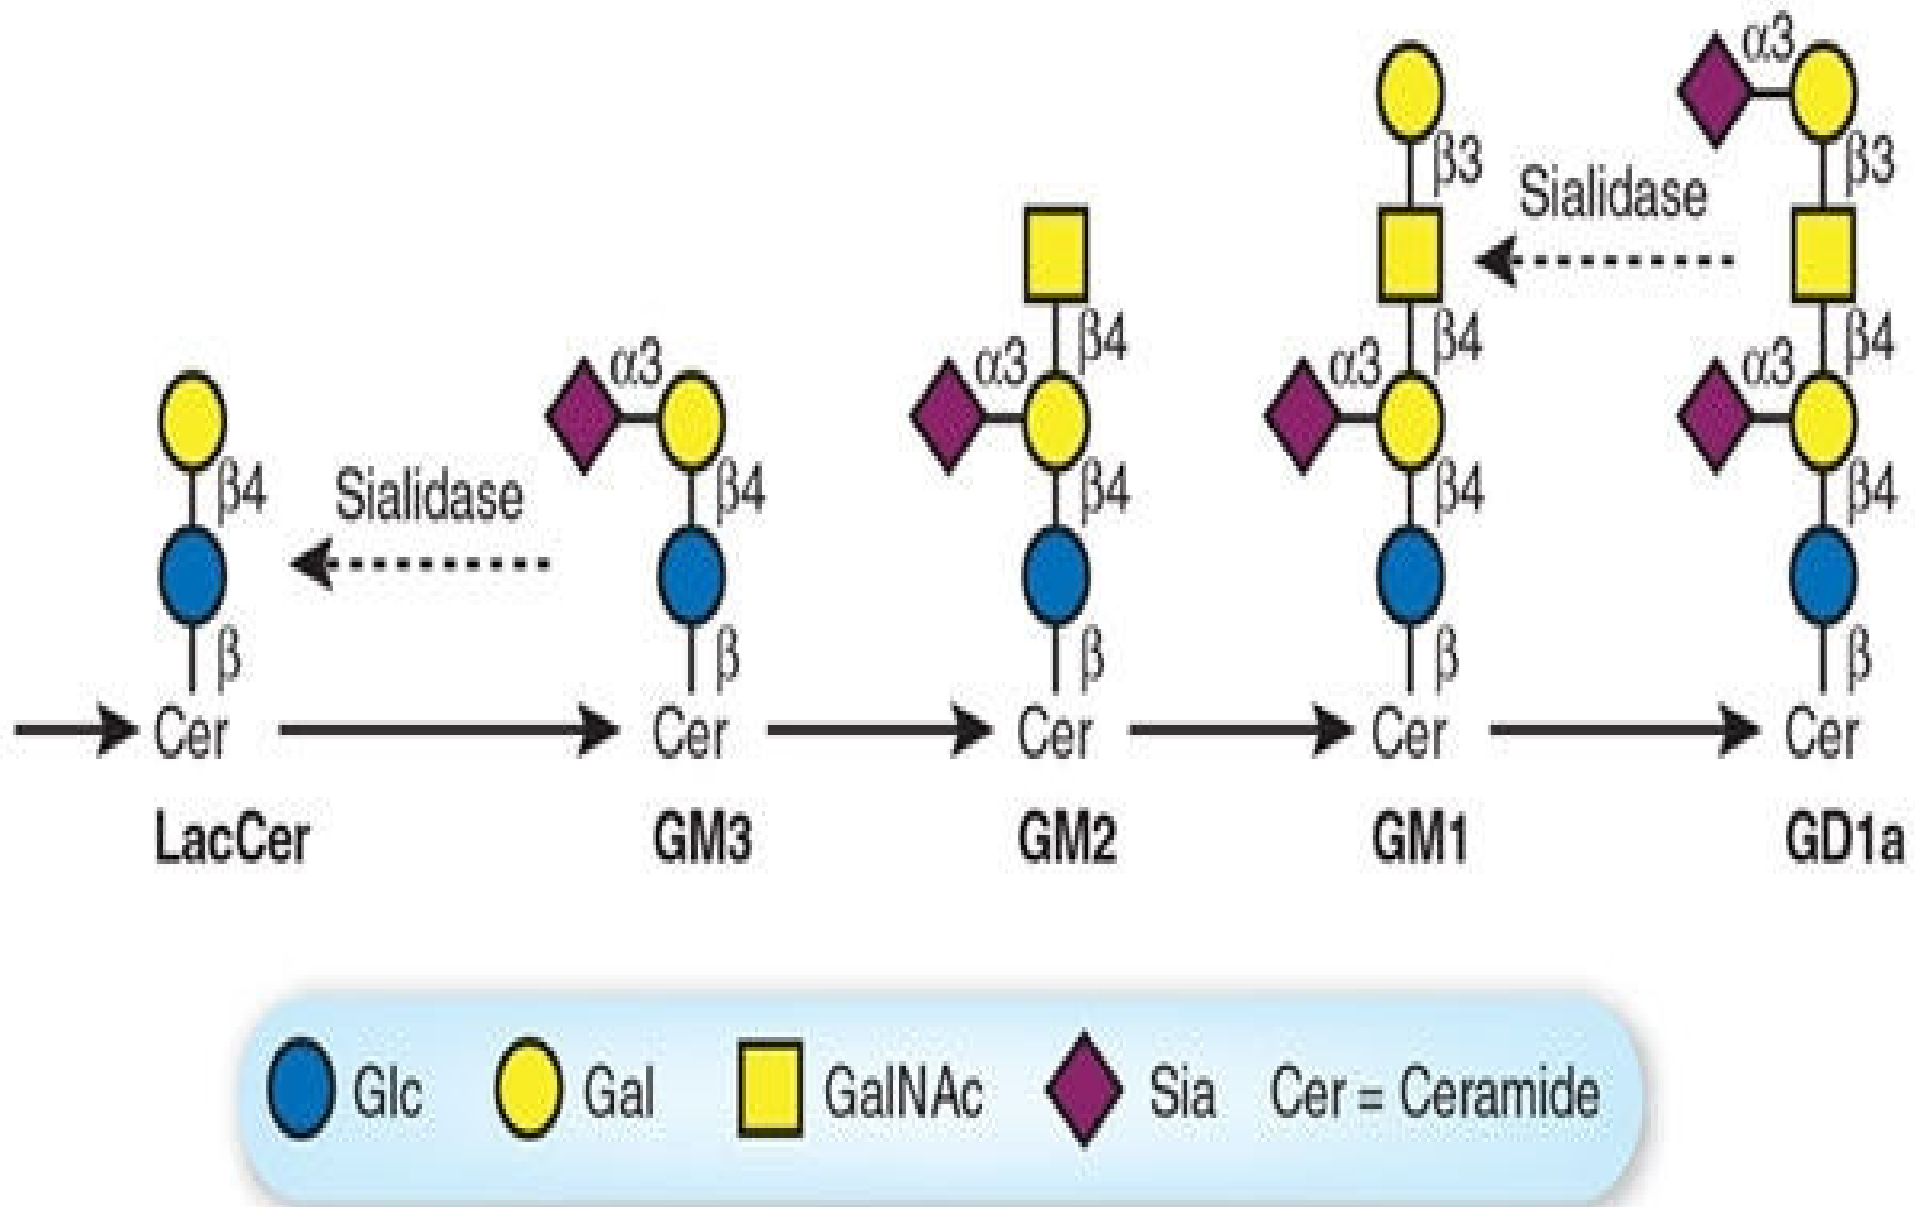 α3
β3
Sialidase
β3
β4
α3
β4
α3
β4
α3
β4
α3
β4
Sialidase
β4
β4
β4
β4
β
β
β
β
β
Cer
Cer
Cer
Cer
Cer
LacCer
GM3
GM2
GM1
GD1a
Glc
Gal
GalNAc
Sia
Cer = Ceramide